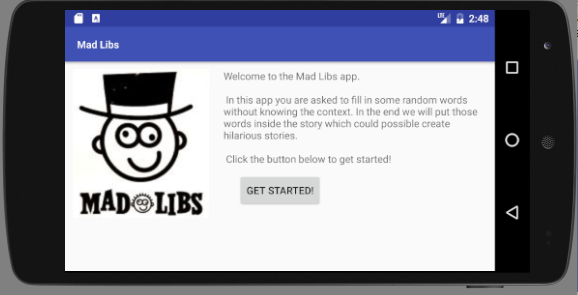 LTE 2:48
Mad Libs
Welcome to the Mad Libs app.
In this app you are asked to fill in some random words
without knowing the context. In the end we will put those
words inside the story which could possible create
hilarious stories.
Click the button below to get started!
GET STARTED!
MAD LIBS